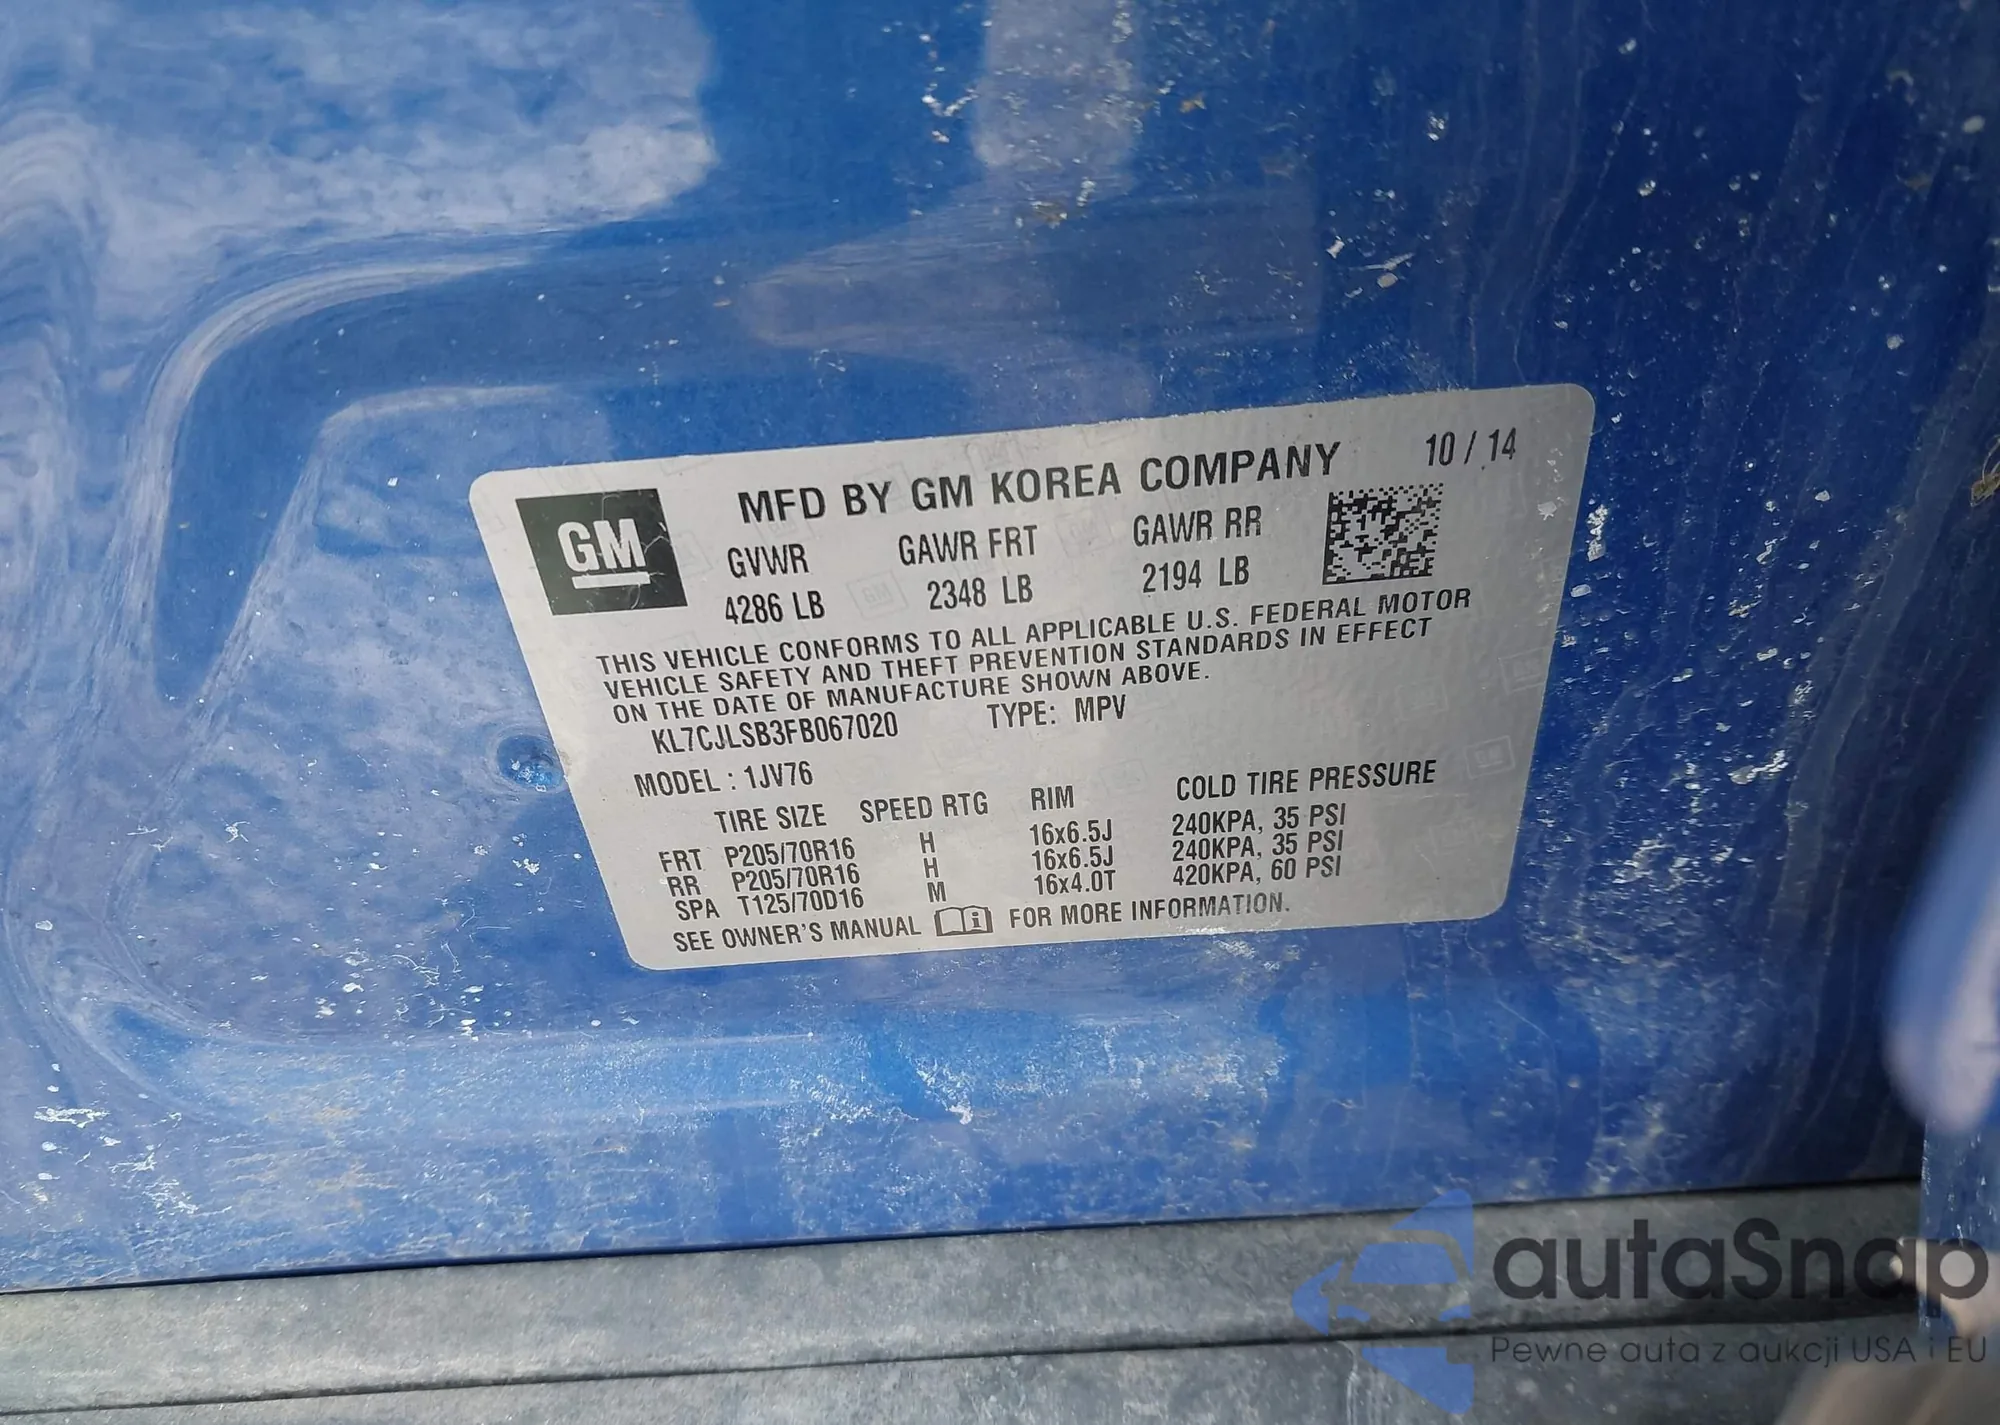 MFD BY GM KOREA COMPANY 10 / 14
GM
GVWR GAWR FRT GAWR RR
4286 LB 2348 LB 2194 LB
THIS VEHICLE CONFORMS TO ALL APPLICABLE U.S. FEDERAL MOTOR
VEHICLE SAFETY AND THEFT PREVENTION STANDARDS IN EFFECT
ON THE DATE OF MANUFACTURE SHOWN ABOVE.
KL7CJLSB3FB067020 TYPE: MPV
MODEL : 1JV76
TIRE SIZE SPEED RTG RIM COLD TIRE PRESSURE
FRT P205/70R16 H 16x6.5J 240KPA, 35 PSI
RR P205/70R16 H 16x6.5J 240KPA, 35 PSI
SPA T125/70D16 M 16x4.0T 420KPA, 60 PSI
SEE OWNER'S MANUAL i FOR MORE INFORMATION.
autaSnap
Pewne auta z aukcji USA i EU